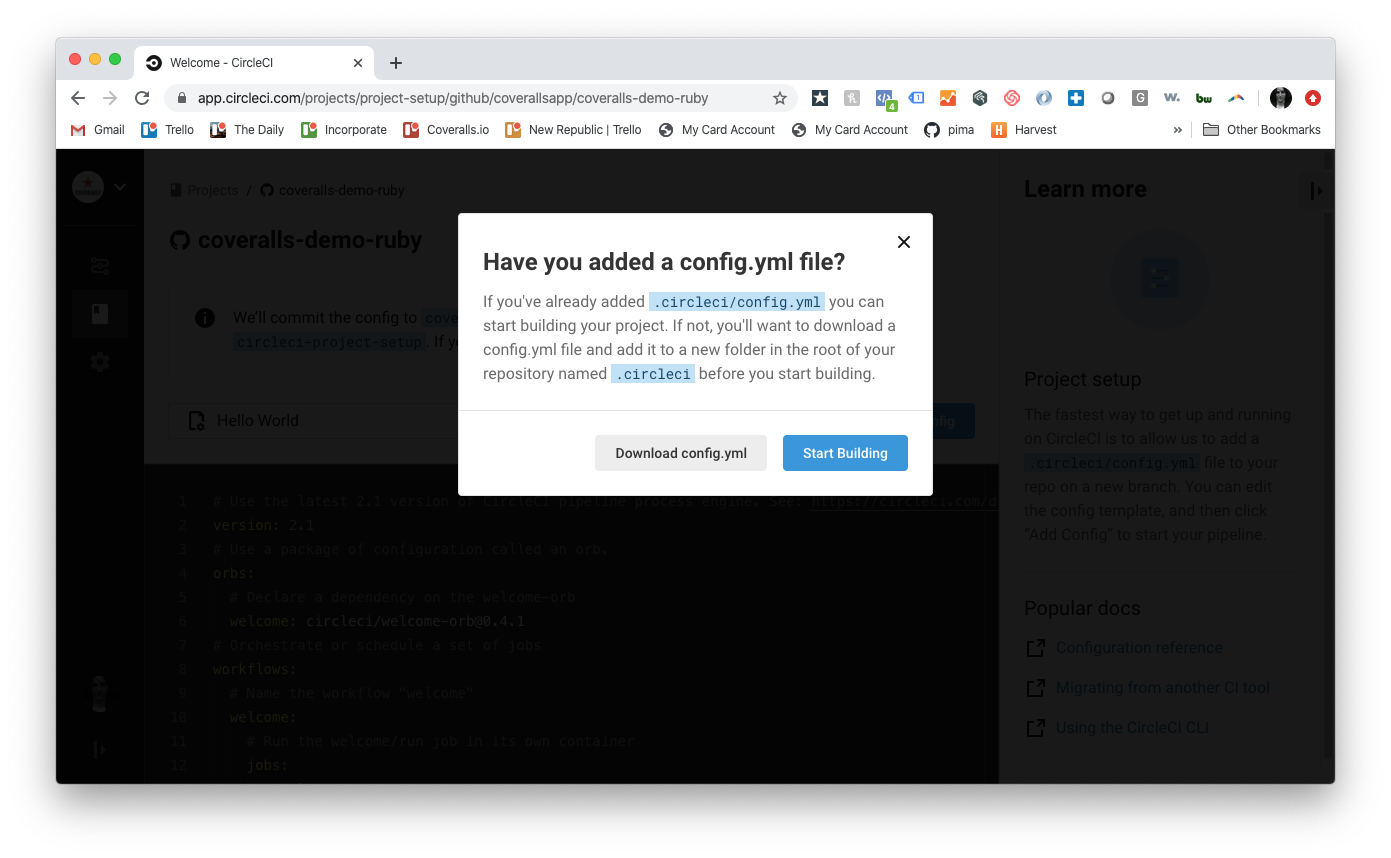 Welcome - CircleCI
app.circleci.com/projects/project-setup/github/coverallsapp/coveralls-demo-ruby
4
1
G
w.
bw
Gmail
Trello
The Daily
Incorporate
Coveralls.io
New Republic | Trello
My Card Account
My Card Account
pima
H
Harvest
»
Other Bookmarks
Projects / coveralls-demo-ruby
coveralls-demo-ruby
We'll commit the config to cove
circleci-project-setup. If y
Hello World
nfig
Have you added a config.yml file?
If you've already added .circleci/config.yml you can
start building your project. If not, you'll want to download a
config.yml file and add it to a new folder in the root of your
repository named .circleci before you start building.
Download config.yml
Start Building
1 # Use the latest 2.1 version of CircleCI pipeline process engine. See: https://circleci.com/d
2 version: 2.1
3 # Use a package of configuration called an orb.
4 orbs:
5 # Declare a dependency on the welcome-orb
6 welcome: circleci/welcome-orb@0.4.1
7 # Orchestrate or schedule a set of jobs
8 workflows:
9 # Name the workflow "welcome"
10 welcome:
11 # Run the welcome/run job in its own container
12 jobs:
Learn more
Project setup
The fastest way to get up and running
on CircleCI is to allow us to add a
.circleci/config.yml file to your
repo on a new branch. You can edit
the config template, and then click
"Add Config" to start your pipeline.
Popular docs
Configuration reference
Migrating from another CI tool
Using the CircleCI CLI